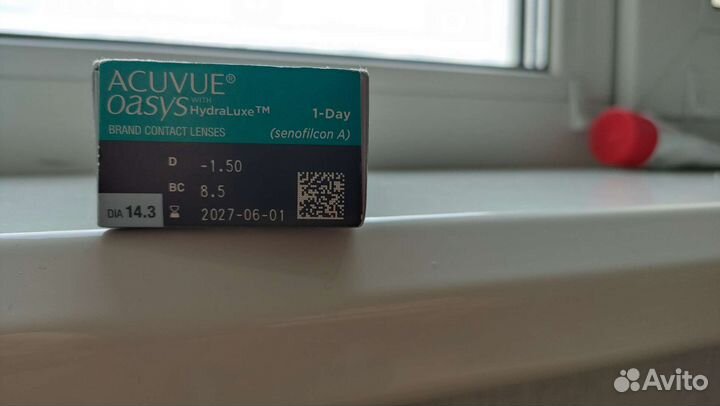 ACUVUE®
OASYS WITH HydraLuxe™ 1-Day
BRAND CONTACT LENSES (senofilcon A)
D -1.50
BC 8.5
DIA 14.3 2027-06-01
Avito